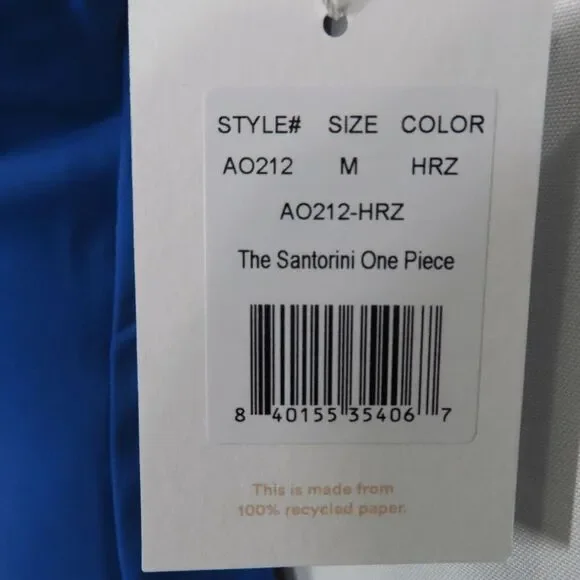 STYLE# SIZE COLOR
AO212 M HRZ
AO212-HRZ
The Santorini One Piece
8 40155 35406 7
This is made from
100% recycled paper.